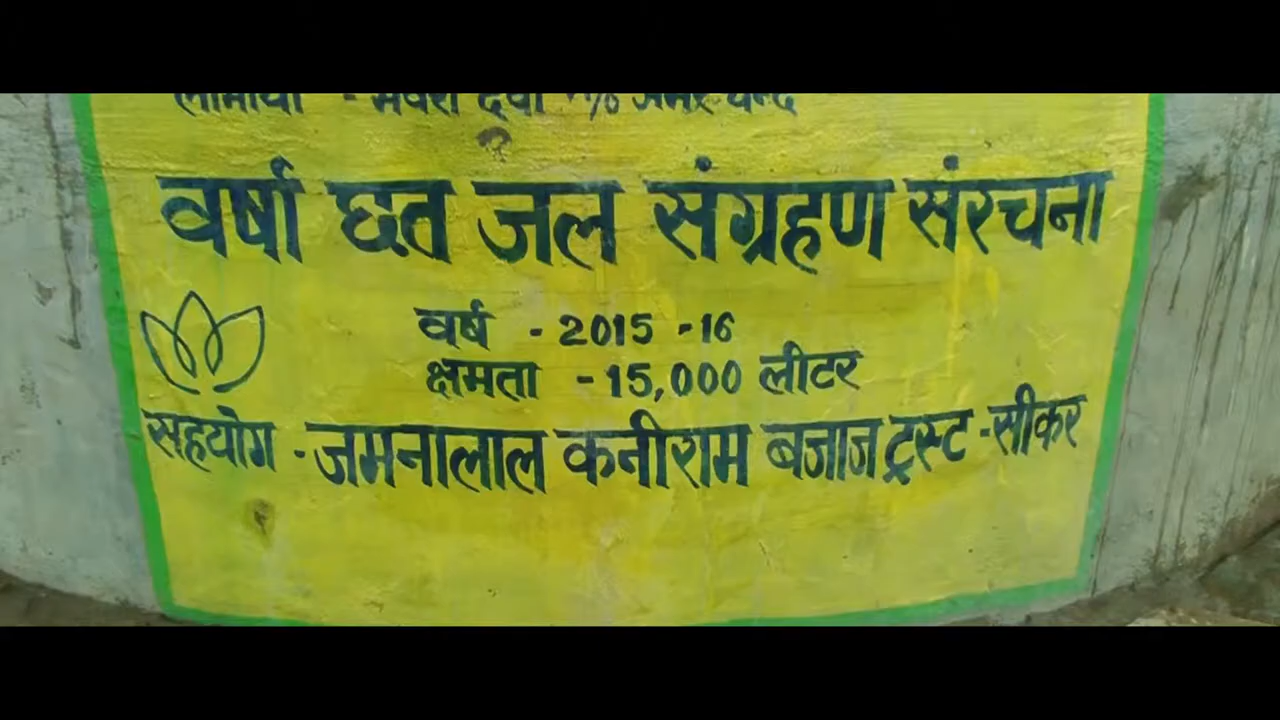 वर्षा छत जल संग्रहण संरचना
वर्ष - 2015 -16
क्षमता - 15,000 लीटर
सहयोग - जमनालाल कनीराम बजाज ट्रस्ट - सीकर